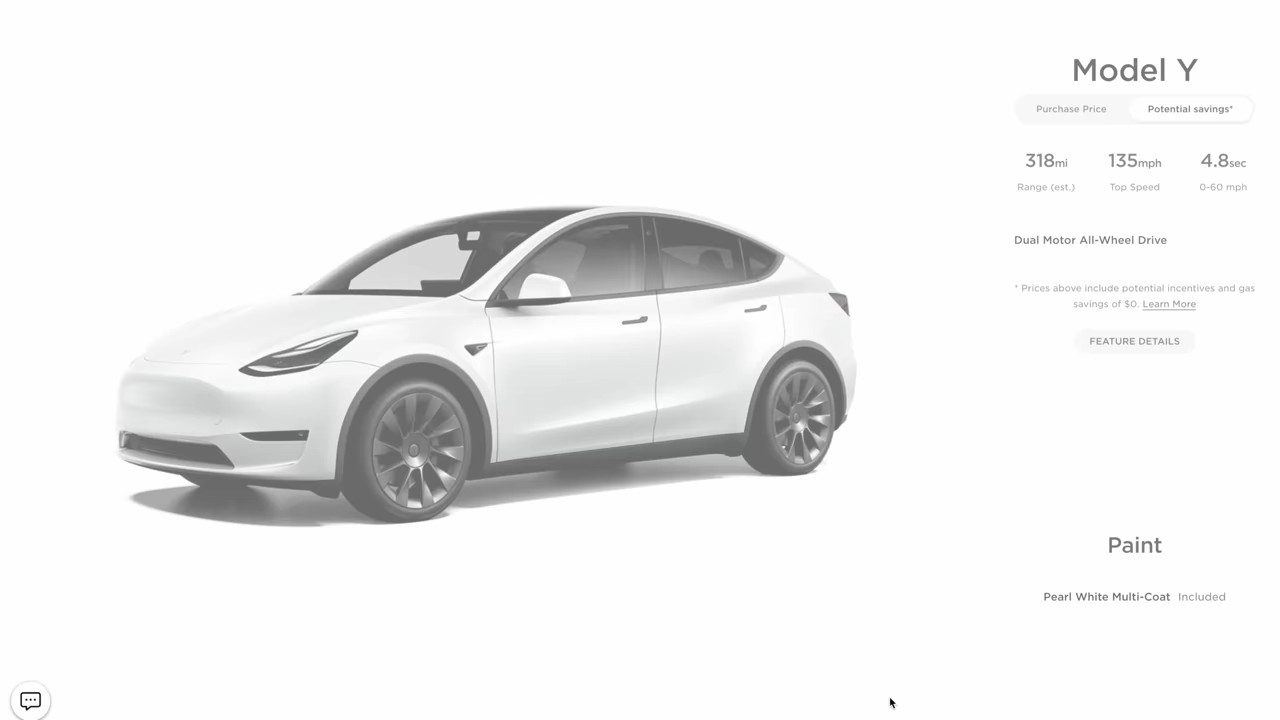 Model Y
Purchase Price Potential savings*
318mi 135mph 4.8sec
Range (est.) Top Speed 0-60 mph
Dual Motor All-Wheel Drive
* Prices above include potential incentives and gas
savings of $0. Learn More
FEATURE DETAILS
Paint
Pearl White Multi-Coat Included